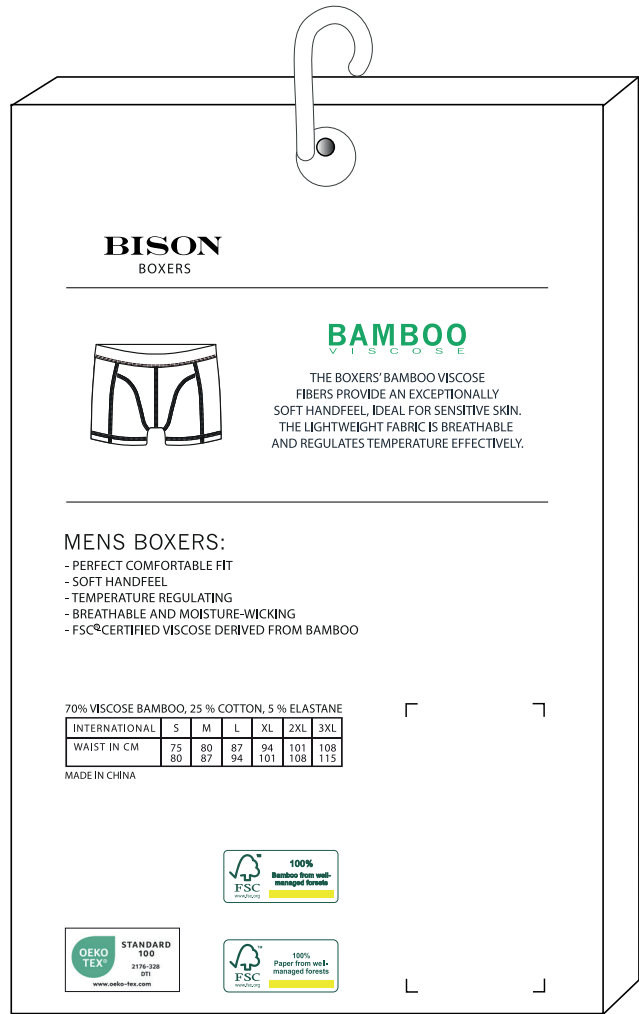 BISON
BOXERS
BAMBOO
VISCOSE
THE BOXERS' BAMBOO VISCOSE
FIBERS PROVIDE AN EXCEPTIONALLY
SOFT HANDFEEL, IDEAL FOR SENSITIVE SKIN.
THE LIGHTWEIGHT FABRIC IS BREATHABLE
AND REGULATES TEMPERATURE EFFECTIVELY.
MENS BOXERS:
- PERFECT COMFORTABLE FIT
- SOFT HANDFEEL
- TEMPERATURE REGULATING
- BREATHABLE AND MOISTURE-WICKING
- FSC®-CERTIFIED VISCOSE DERIVED FROM BAMBOO
70% VISCOSE BAMBOO, 25 % COTTON, 5 % ELASTANE
INTERNATIONAL S M L XL 2XL 3XL
WAIST IN CM 75 80 87 94 101 108
80 87 94 101 108 115
MADE IN CHINA
™ 100%
Bamboo from well-
managed forests
FSC
www.fsc.org
OEKO
TEX®
STANDARD
100
2176-328
DTI
www.oeko-tex.com
™ 100%
Paper from well-
managed forests
FSC
www.fsc.org